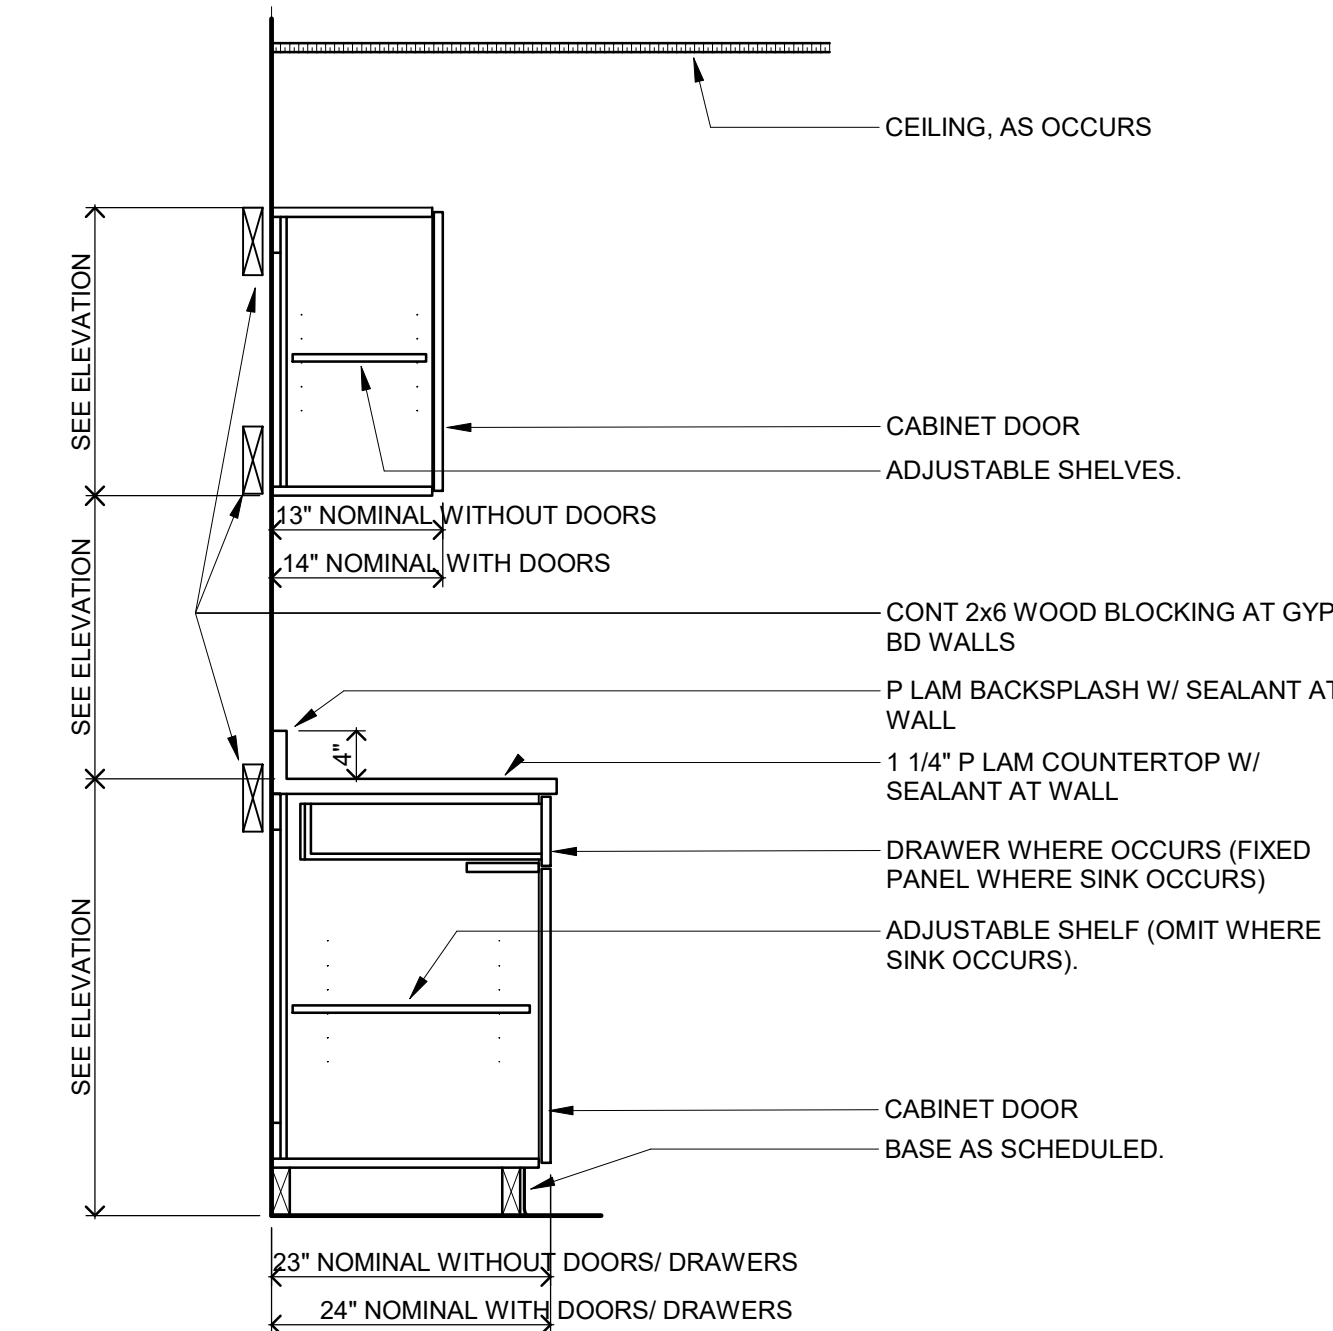 CEILING, AS OCCURS
SEE ELEVATION
CABINET DOOR
ADJUSTABLE SHELVES.
13" NOMINAL WITHOUT DOORS
14" NOMINAL WITH DOORS
SEE ELEVATION
CONT 2x6 WOOD BLOCKING AT GYP
BD WALLS
P LAM BACKSPLASH W/ SEALANT AT
WALL
4"
1 1/4" P LAM COUNTERTOP W/
SEALANT AT WALL
DRAWER WHERE OCCURS (FIXED
PANEL WHERE SINK OCCURS)
SEE ELEVATION
ADJUSTABLE SHELF (OMIT WHERE
SINK OCCURS).
CABINET DOOR
BASE AS SCHEDULED.
23" NOMINAL WITHOUT DOORS/ DRAWERS
24" NOMINAL WITH DOORS/ DRAWERS